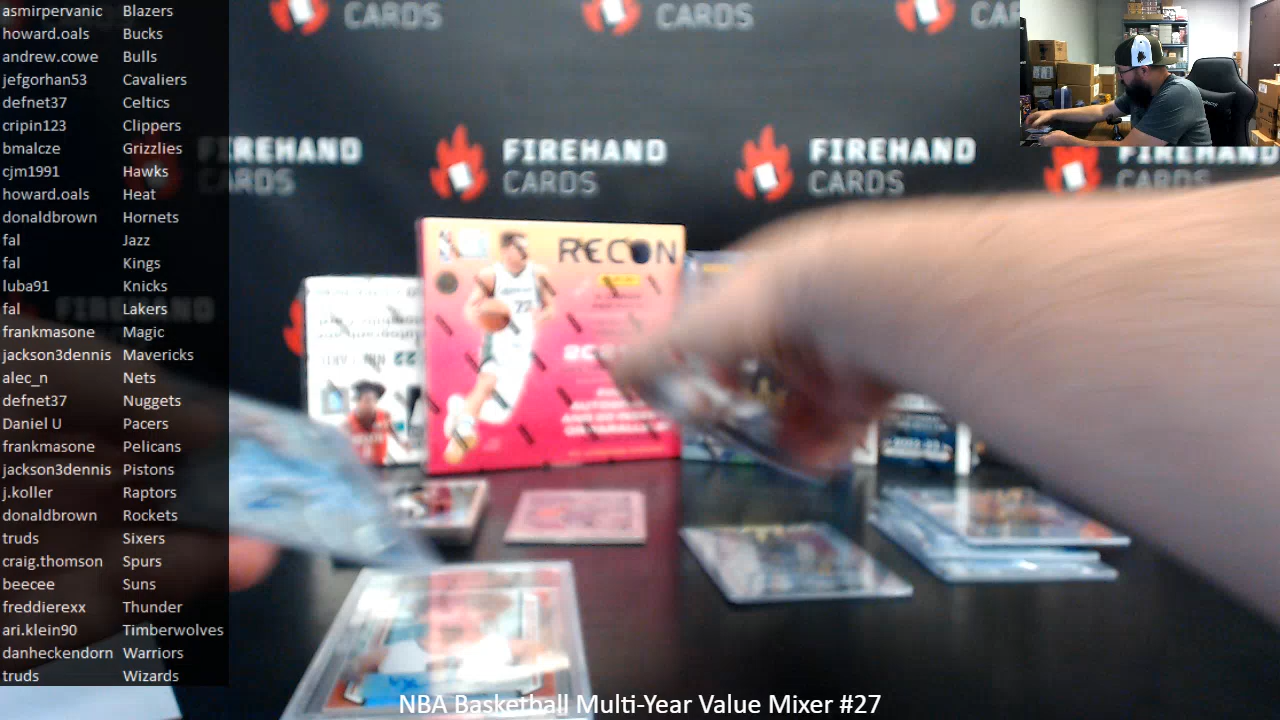 asmirpervanic Blazers
howard.oals Bucks
andrew.cowe Bulls
jefgorhan53 Cavaliers
defnet37 Celtics
cripin123 Clippers
bmalcze Grizzlies
cjm1991 Hawks
howard.oals Heat
donaldbrown Hornets
fal Jazz
fal Kings
luba91 Knicks
fal Lakers
frankmasone Magic
jackson3dennis Mavericks
alec_n Nets
defnet37 Nuggets
Daniel U Pacers
frankmasone Pelicans
jackson3dennis Pistons
j.koller Raptors
donaldbrown Rockets
truds Sixers
craig.thomson Spurs
beecee Suns
freddierexx Thunder
ari.klein90 Timberwolves
danheckendorn Warriors
truds Wizards
CARDS
CARDS
CA
FIREHAND
CARDS
FIREHAND
CARDS
FIREHAND
CARDS
FIREHAND
RECON
NBA Basketball Multi-Year Value Mixer #27